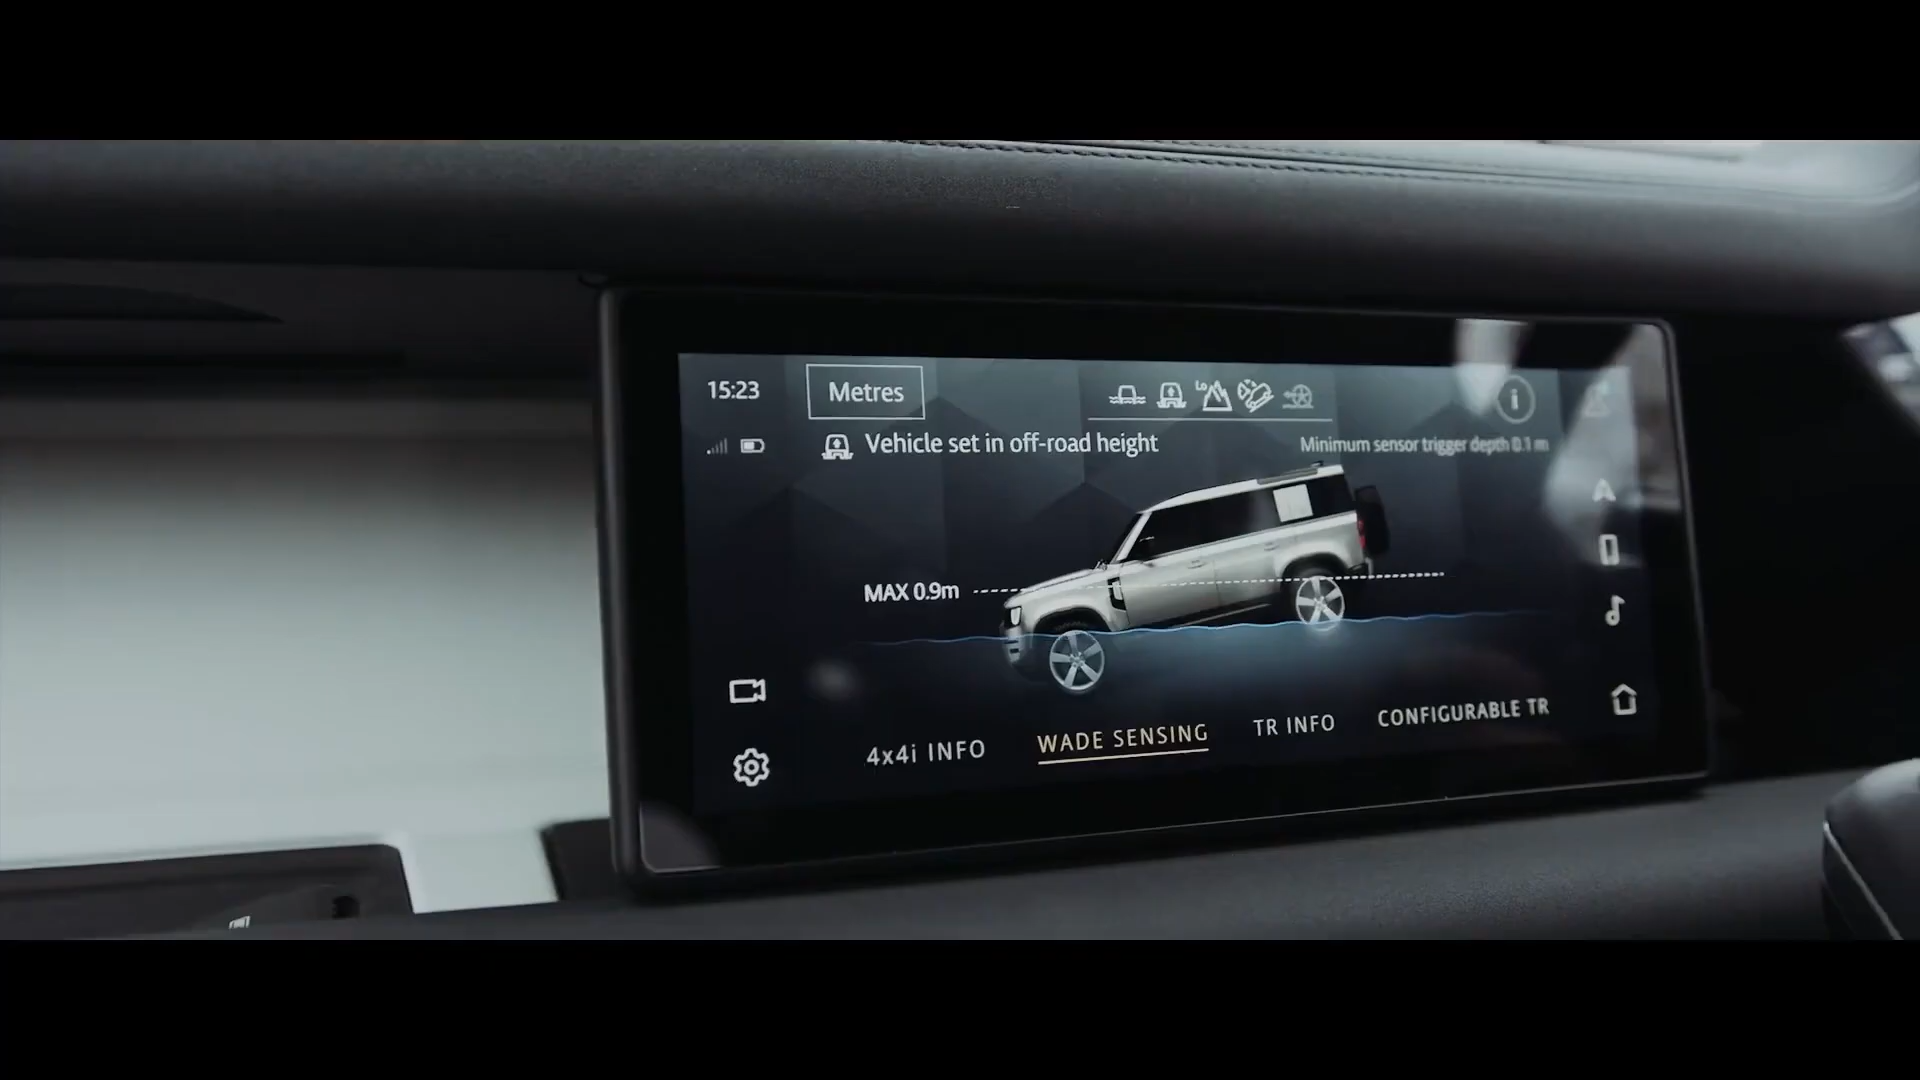 15:23
Metres
LO
i
Vehicle set in off-road height
Minimum sensor trigger depth 0.1 m
MAX 0.9m
4x4i INFO
WADE SENSING
TR INFO
CONFIGURABLE TR